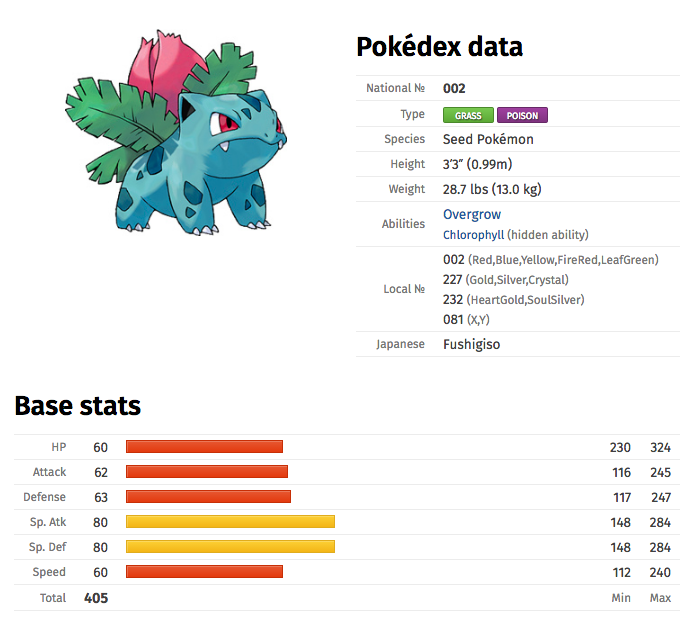 Pokédex data
National № 002
Type GRASS POISON
Species Seed Pokémon
Height 3′3″ (0.99m)
Weight 28.7 lbs (13.0 kg)
Abilities Overgrow
Chlorophyll (hidden ability)
Local № 002 (Red,Blue,Yellow,FireRed,LeafGreen)
227 (Gold,Silver,Crystal)
232 (HeartGold,SoulSilver)
081 (X,Y)
Japanese Fushigiso
Base stats
HP 60 230 324
Attack 62 116 245
Defense 63 117 247
Sp. Atk 80 148 284
Sp. Def 80 148 284
Speed 60 112 240
Total 405 Min Max